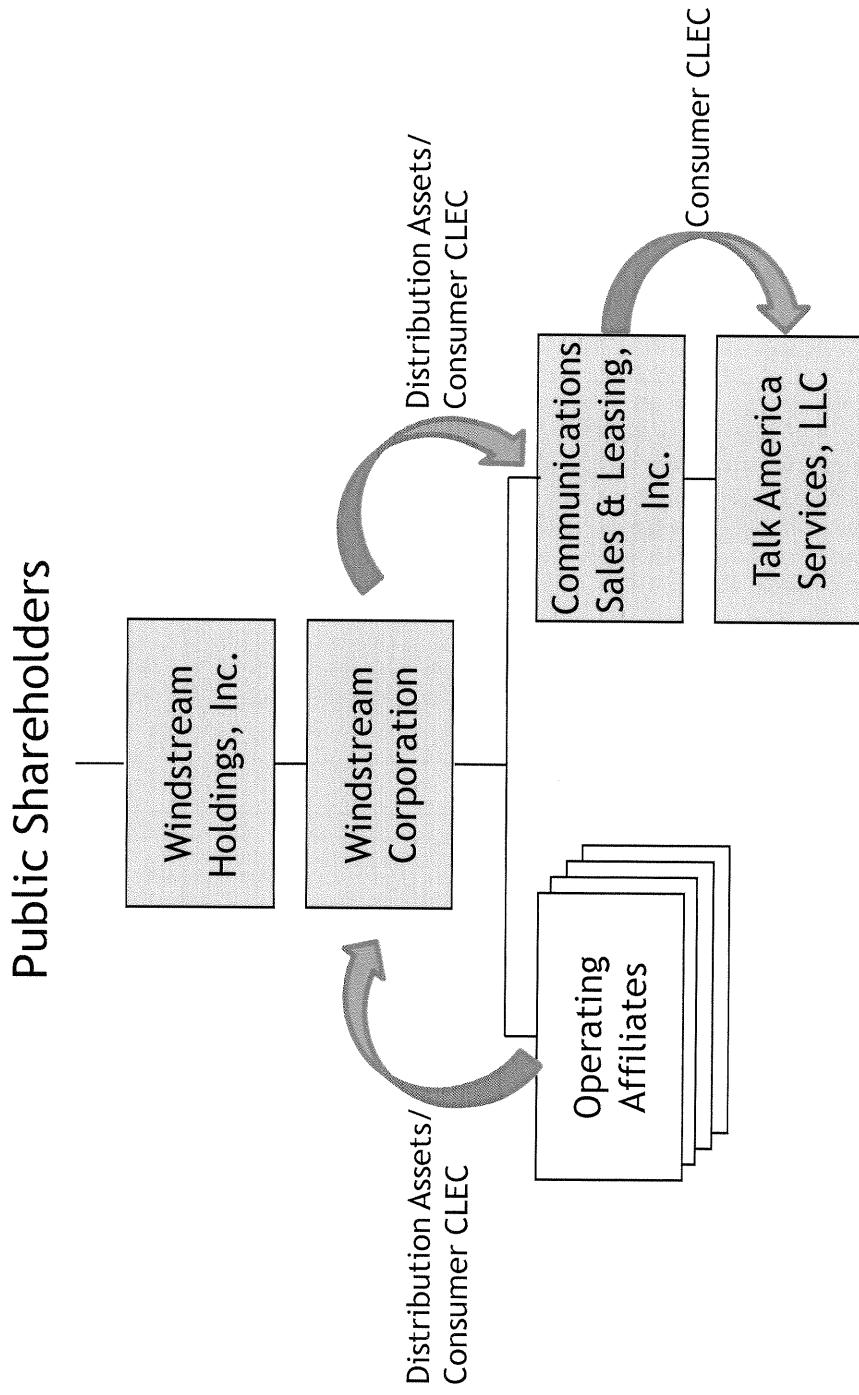 Public Shareholders
Windstream
Holdings, Inc.
Windstream
Corporation
Distribution Assets/
Consumer CLEC
Distribution Assets/
Consumer CLEC
Operating
Affiliates
Communications
Sales & Leasing,
Inc.
Consumer CLEC
Talk America
Services, LLC